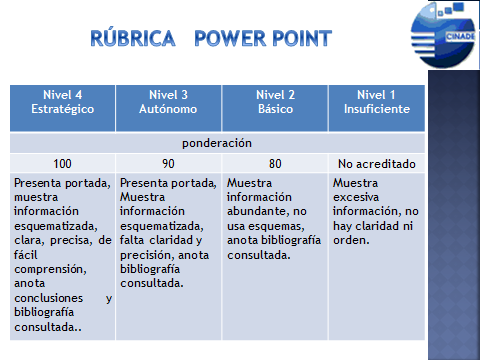 RÚBRICA POWER POINT
CINADE
Nivel 4
Estratégico
Nivel 3
Autónomo
Nivel 2
Básico
Nivel 1
Insuficiente
ponderación
100
90
80
No acreditado
Presenta portada,
muestra
información
esquematizada,
clara, precisa, de
fácil
comprensión,
anota
conclusiones y
bibliografía
consultada..
Presenta portada,
Muestra
información
esquematizada,
falta claridad y
precisión, anota
bibliografía
consultada.
Muestra
información
abundante, no
usa esquemas,
anota bibliografía
consultada.
Muestra
excesiva
información, no
hay claridad ni
orden.